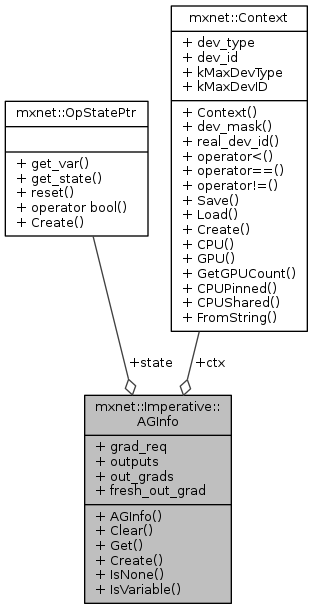 mxnet::Context
+ dev_type
+ dev_id
+ kMaxDevType
+ kMaxDevID
+ Context()
+ dev_mask()
+ real_dev_id()
+ operator<()
+ operator==()
+ operator!=()
+ Save()
+ Load()
+ Create()
+ CPU()
+ GPU()
+ GetGPUCount()
+ CPUPinned()
+ CPUShared()
+ FromString()
mxnet::OpStatePtr
+ get_var()
+ get_state()
+ reset()
+ operator bool()
+ Create()
+state
+ctx
mxnet::Imperative::
AGInfo
+ grad_req
+ outputs
+ out_grads
+ fresh_out_grad
+ AGInfo()
+ Clear()
+ Get()
+ Create()
+ IsNone()
+ IsVariable()